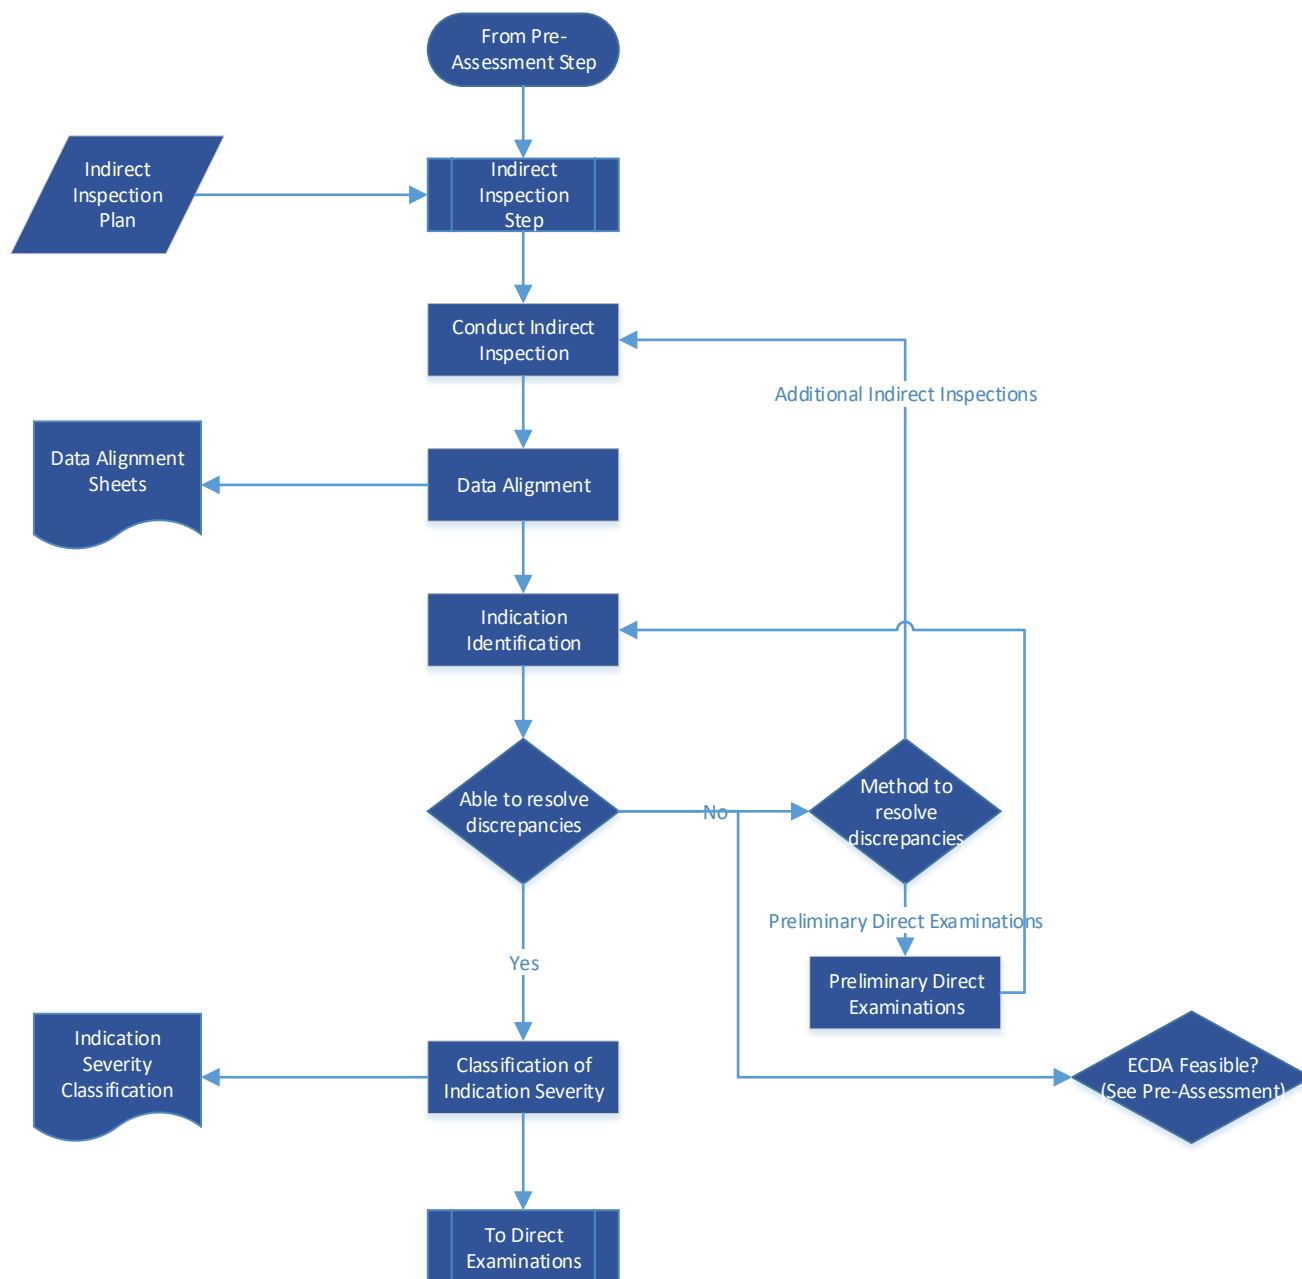 From Pre-
Assessment Step
Indirect
Inspection
Plan
Indirect
Inspection
Step
Conduct Indirect
Inspection
Additional Indirect Inspections
Data Alignment
Sheets
Data Alignment
Indication
Identification
Able to resolve
discrepancies
No
Method to
resolve
discrepancies
Preliminary Direct Examinations
Yes
Preliminary Direct
Examinations
Indication
Severity
Classification
Classification of
Indication Severity
ECDA Feasible?
(See Pre-Assessment)
To Direct
Examinations